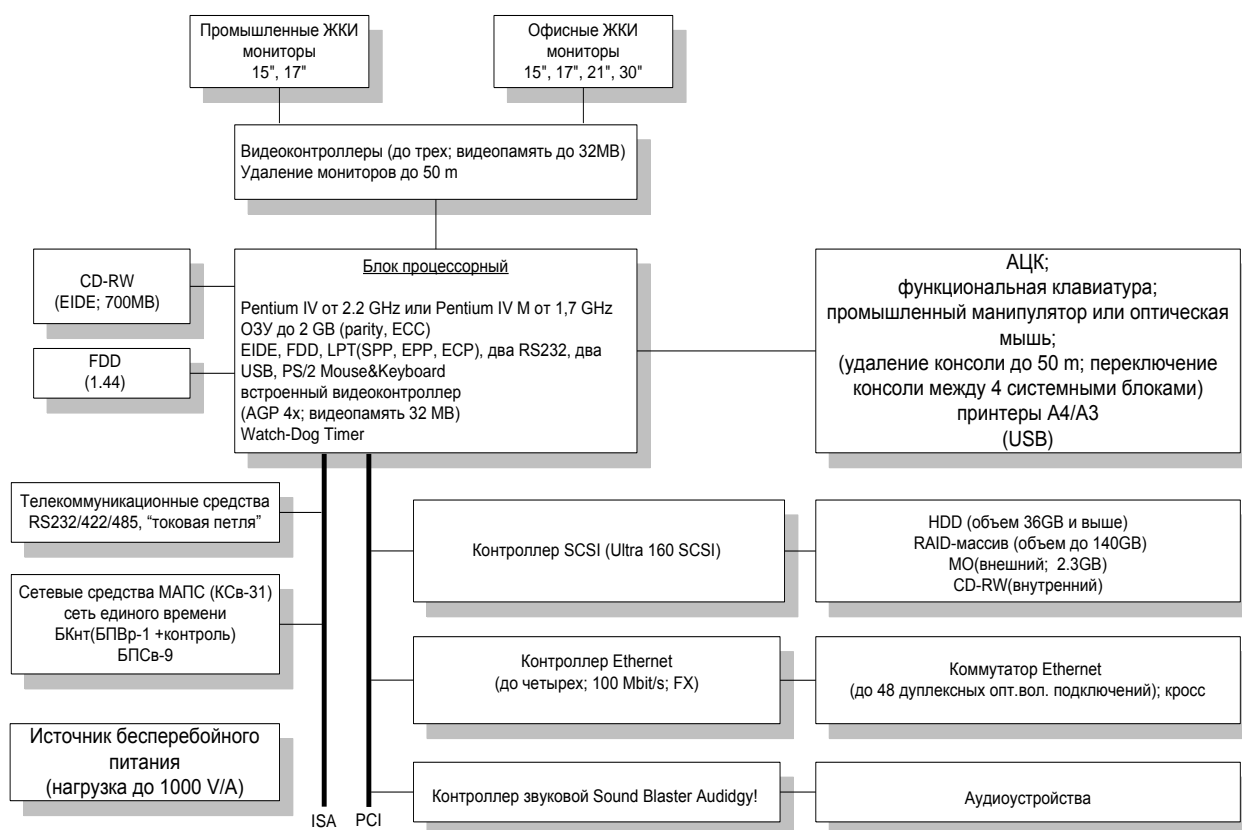 Промышленные ЖКИ
мониторы
15", 17"
Офисные ЖКИ
мониторы
15", 17", 21", 30"
Видеоконтроллеры (до трех; видеопамять до 32MB)
Удаление мониторов до 50 m
CD-RW
(EIDE; 700MB)
FDD
(1.44)
Блок процессорный
Pentium IV от 2.2 GHz или Pentium IV M от 1,7 GHz
ОЗУ до 2 GB (parity, ECC)
EIDE, FDD, LPT(SPP, EPP, ECP), два RS232, два
USB, PS/2 Mouse&Keyboard
встроенный видеоконтроллер
(AGP 4x; видеопамять 32 MB)
Watch-Dog Timer
АЦК;
функциональная клавиатура;
промышленный манипулятор или оптическая
мышь;
(удаление консоли до 50 m; переключение
консоли между 4 системными блоками)
принтеры A4/A3
(USB)
Телекоммуникационные средства
RS232/422/485, “токовая петля”
Контроллер SCSI (Ultra 160 SCSI)
HDD (объем 36GB и выше)
RAID-массив (объем до 140GB)
MO(внешний; 2.3GB)
CD-RW(внутренний)
Сетевые средства МАПС (КСв-31)
сеть единого времени
БКнт(БПВр-1 +контроль)
БПСв-9
Контроллер Ethernet
(до четырех; 100 Mbit/s; FX)
Коммутатор Ethernet
(до 48 дуплексных опт.вол. подключений); кросс
Источник бесперебойного
питания
(нагрузка до 1000 V/A)
Контроллер звуковой Sound Blaster Audidgy!
Аудиоустройства
ISA
PCI